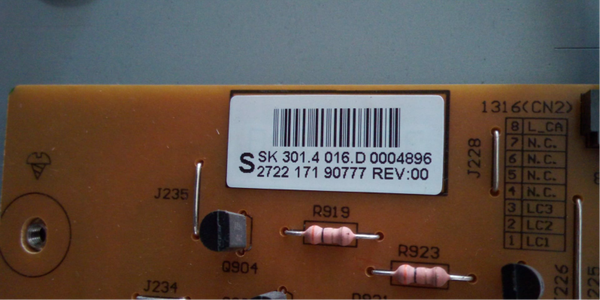 1316(CN2)
8 L_CA
7 N.C.
6 N.C.
5 N.C.
4 N.C.
3 LC3
2 LC2
1 LC1
S SK 301.4 016.D 0004896
2722 171 90777 REV:00
J228
J235
R919
R923
Q904
J234